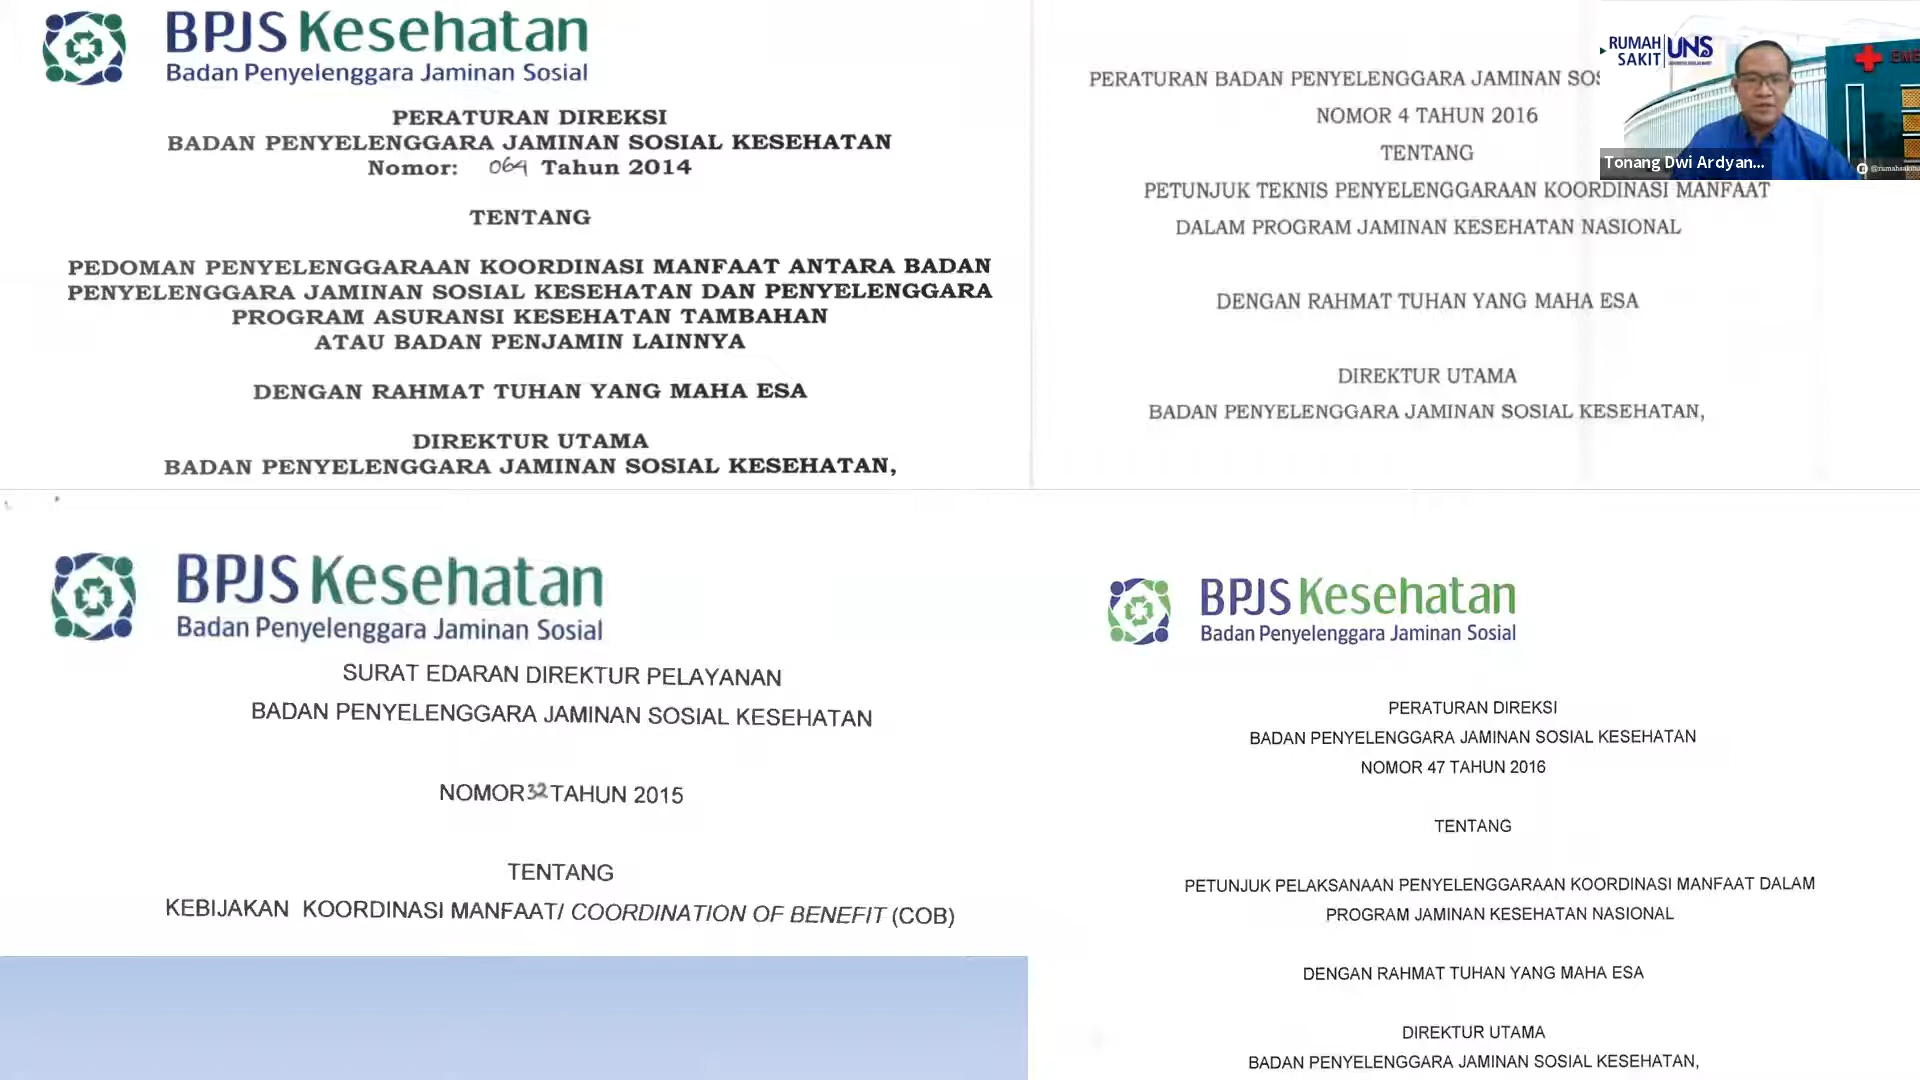 BPJS Kesehatan
Badan Penyelenggara Jaminan Sosial
PERATURAN DIREKSI
BADAN PENYELENGGARA JAMINAN SOSIAL KESEHATAN
Nomor: 064 Tahun 2014
TENTANG
PEDOMAN PENYELENGGARAAN KOORDINASI MANFAAT ANTARA BADAN
PENYELENGGARA JAMINAN SOSIAL KESEHATAN DAN PENYELENGGARA
PROGRAM ASURANSI KESEHATAN TAMBAHAN
ATAU BADAN PENJAMIN LAINNYA
DENGAN RAHMAT TUHAN YANG MAHA ESA
DIREKTUR UTAMA
BADAN PENYELENGGARA JAMINAN SOSIAL KESEHATAN,
PERATURAN BADAN PENYELENGGARA JAMINAN SOS
NOMOR 4 TAHUN 2016
TENTANG
PETUNJUK TEKNIS PENYELENGGARAAN KOORDINASI MANFAAT
DALAM PROGRAM JAMINAN KESEHATAN NASIONAL
DENGAN RAHMAT TUHAN YANG MAHA ESA
DIREKTUR UTAMA
BADAN PENYELENGGARA JAMINAN SOSIAL KESEHATAN,
RUMAH SAKIT UNS
EME
Tonang Dwi Ardyan...
BPJS Kesehatan
Badan Penyelenggara Jaminan Sosial
SURAT EDARAN DIREKTUR PELAYANAN
BADAN PENYELENGGARA JAMINAN SOSIAL KESEHATAN
NOMOR 32 TAHUN 2015
TENTANG
KEBIJAKAN KOORDINASI MANFAAT/ COORDINATION OF BENEFIT (COB)
BPJS Kesehatan
Badan Penyelenggara Jaminan Sosial
PERATURAN DIREKSI
BADAN PENYELENGGARA JAMINAN SOSIAL KESEHATAN
NOMOR 47 TAHUN 2016
TENTANG
PETUNJUK PELAKSANAAN PENYELENGGARAAN KOORDINASI MANFAAT DALAM
PROGRAM JAMINAN KESEHATAN NASIONAL
DENGAN RAHMAT TUHAN YANG MAHA ESA
DIREKTUR UTAMA
BADAN PENYELENGGARA JAMINAN SOSIAL KESEHATAN,